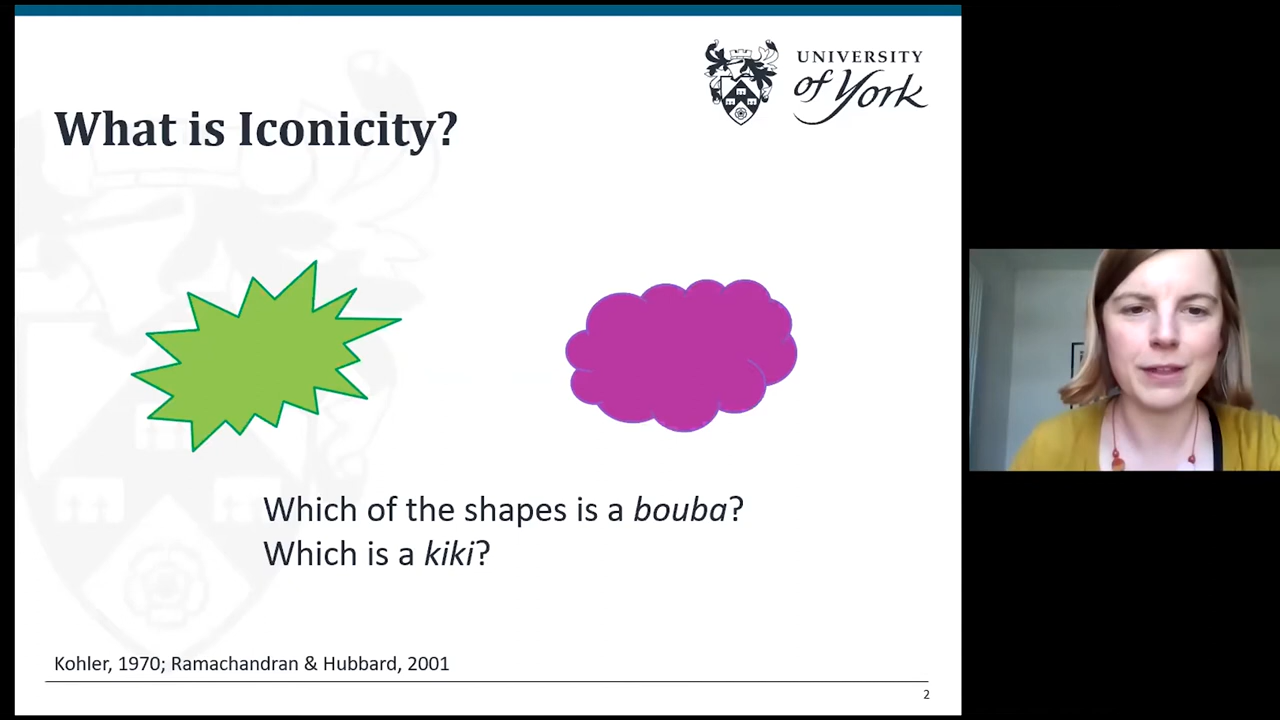 UNIVERSITY
of York
What is Iconicity?
Which of the shapes is a bouba?
Which is a kiki?
Kohler, 1970; Ramachandran & Hubbard, 2001
2